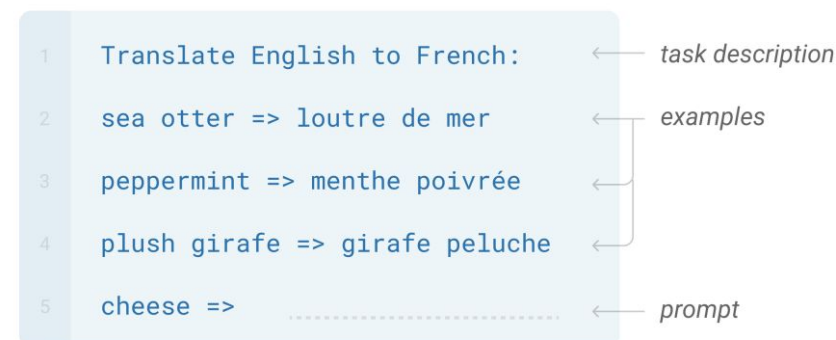 1 Translate English to French: task description
2 sea otter => loutre de mer examples
3 peppermint => menthe poivrée
4 plush girafe => girafe peluche
5 cheese => prompt